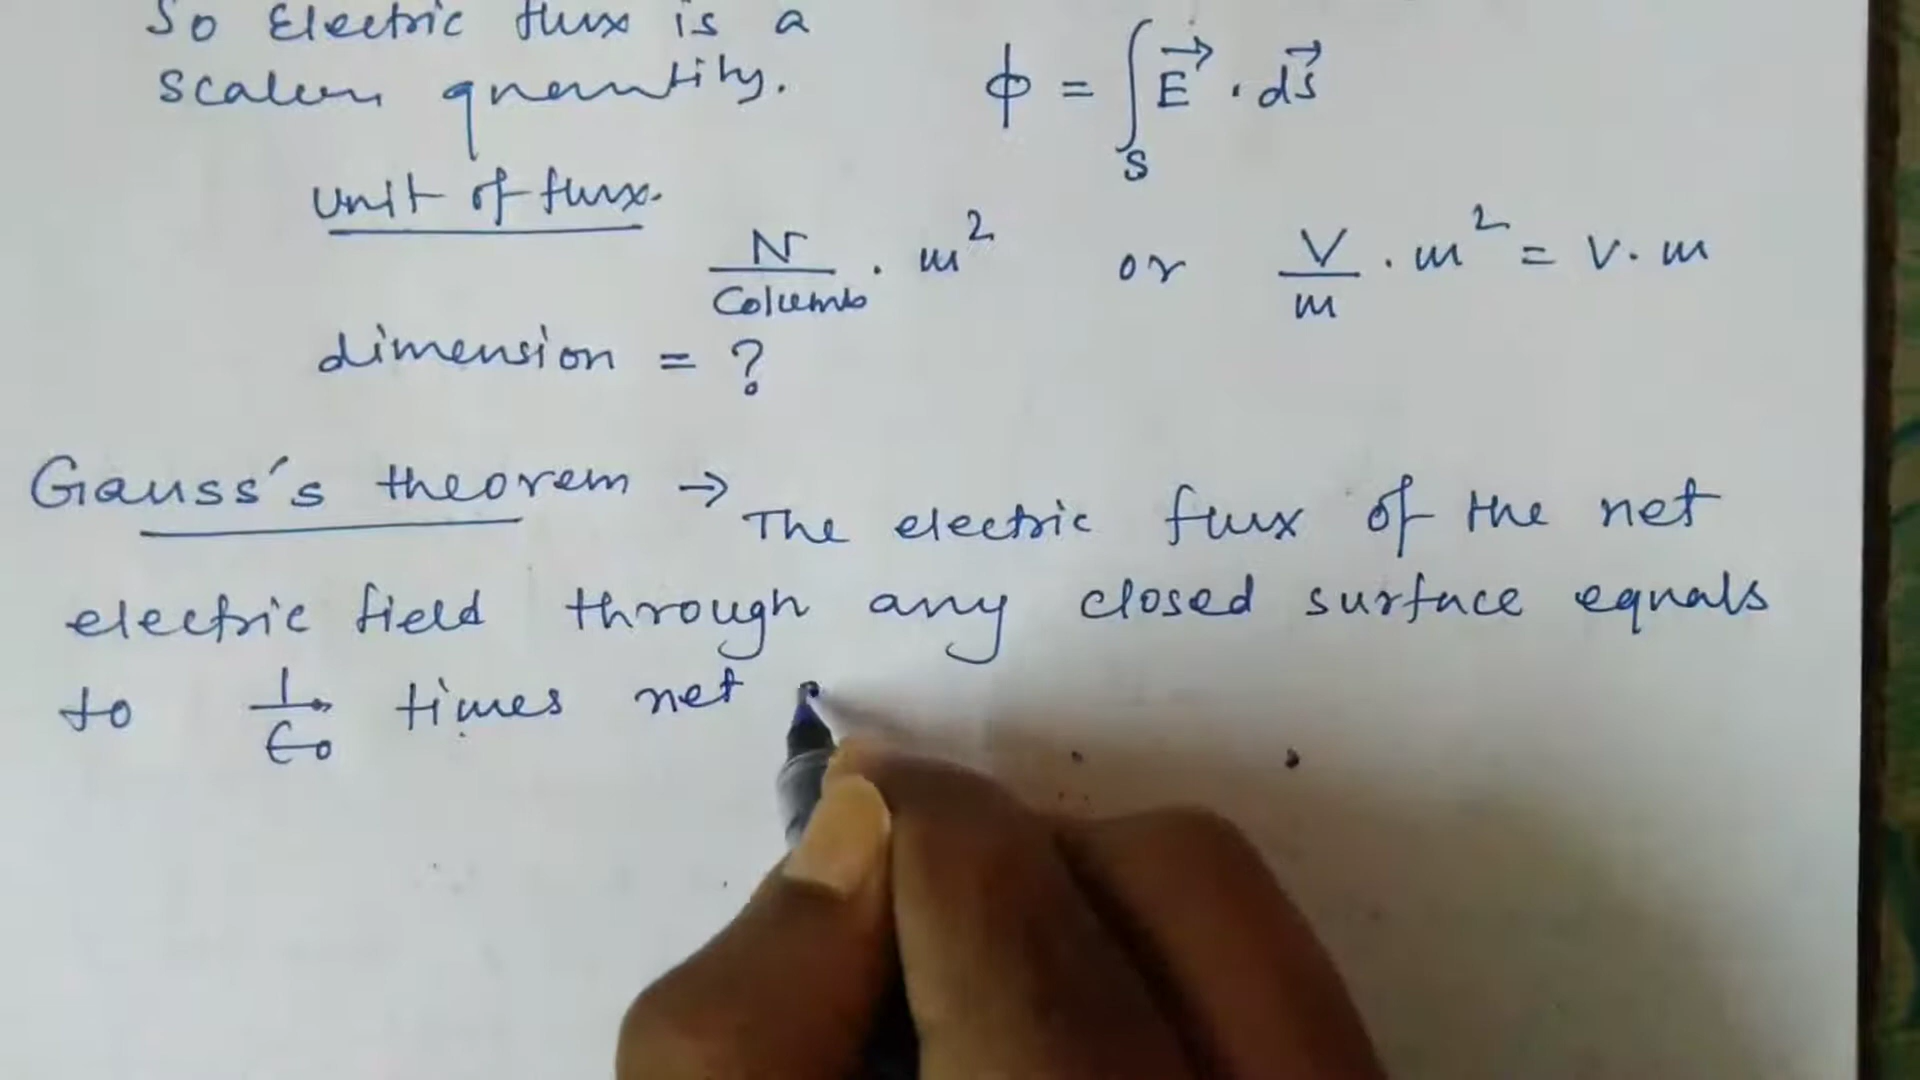 So Electric flux is a
scaler quantity.
ϕ = ∫_S E⃗ · ds⃗
unit of flux.
N/Columb · m² or V/m · m² = V · m
dimension = ?
Gauss's theorem → The electric flux of the net
electric field through any closed surface equals
to 1/ϵ₀ times net